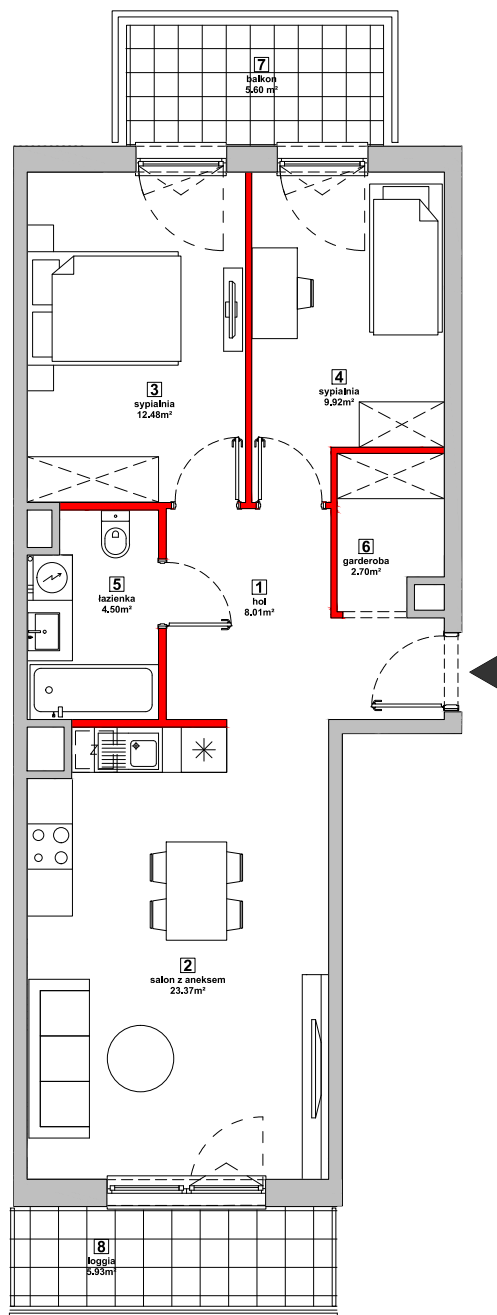 7
balkon
5.60 m²
3
sypialnia
12.48m²
4
sypialnia
9.92m²
6
garderoba
2.70m²
5
łazienka
4.50m²
1
hol
8.01m²
Z
2
salon z aneksem
23.37m²
8
loggia
5.93m²